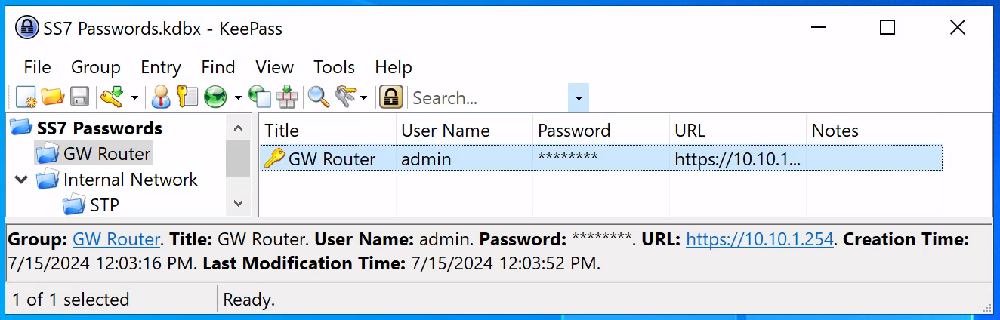 SS7 Passwords.kdbx - KeePass
File Group Entry Find View Tools Help
Search...
SS7 Passwords
GW Router
Internal Network
STP
Title User Name Password URL Notes
GW Router admin ******** https://10.10.1...
Group: GW Router. Title: GW Router. User Name: admin. Password: ********. URL: https://10.10.1.254. Creation Time:
7/15/2024 12:03:16 PM. Last Modification Time: 7/15/2024 12:03:52 PM.
1 of 1 selected Ready.